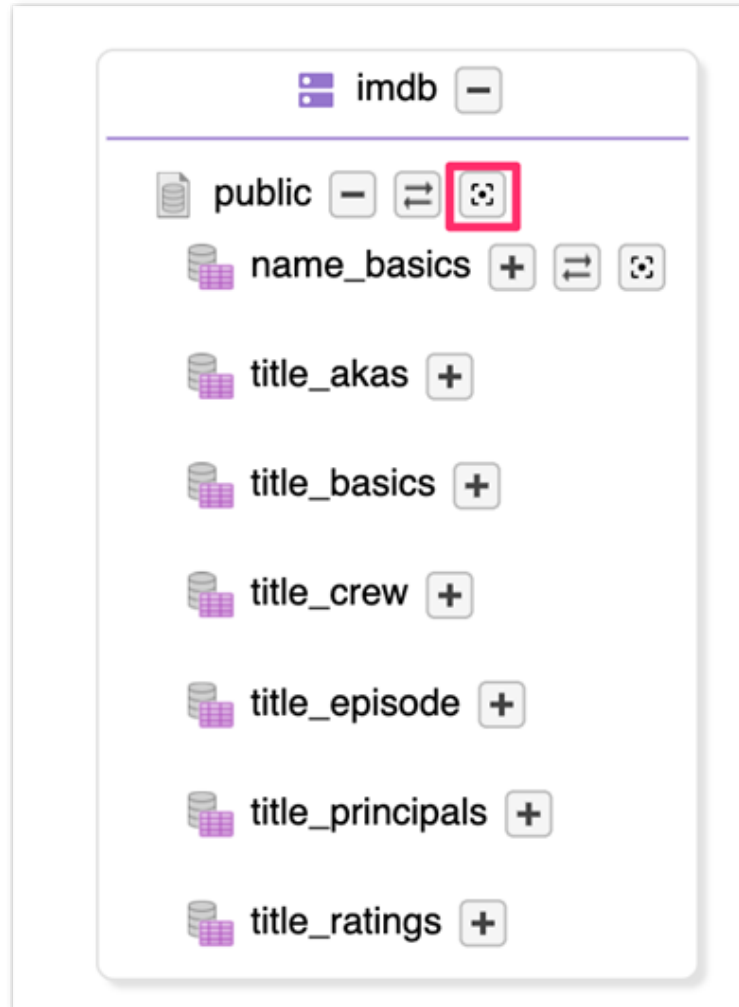 imdb
public
name_basics
title_akas
title_basics
title_crew
title_episode
title_principals
title_ratings